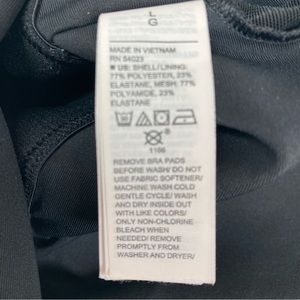 L
G
MADE IN VIETNAM
RN 54023
■ US: SHELL/LINING:
77% POLYESTER, 23%
ELASTANE, MESH: 77%
POLYAMIDE, 23%
ELASTANE
1166
REMOVE BRA PADS
BEFORE WASH/ DO NOT
USE FABRIC SOFTENER/
MACHINE WASH COLD
GENTLE CYCLE/ WASH
AND DRY INSIDE OUT
WITH LIKE COLORS/
ONLY NON-CHLORINE
BLEACH WHEN
NEEDED/ REMOVE
PROMPTLY FROM
WASHER AND DRYER/